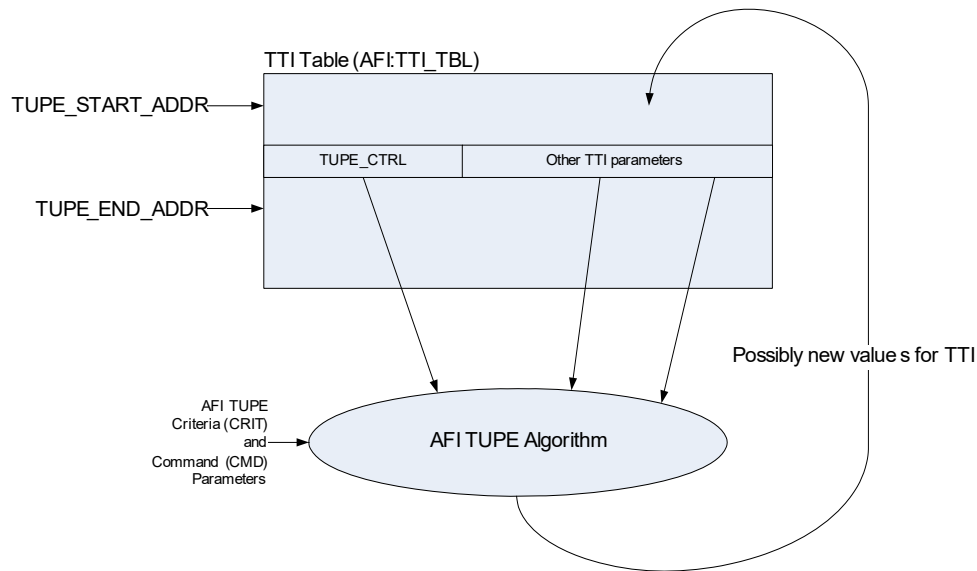 TTI Table (AFI:TTI_TBL)
TUPE_START_ADDR
TUPE_CTRL
Other TTI parameters
TUPE_END_ADDR
Possibly new values for TTI
AFI TUPE
Criteria (CRIT)
and
Command (CMD)
Parameters
AFI TUPE Algorithm